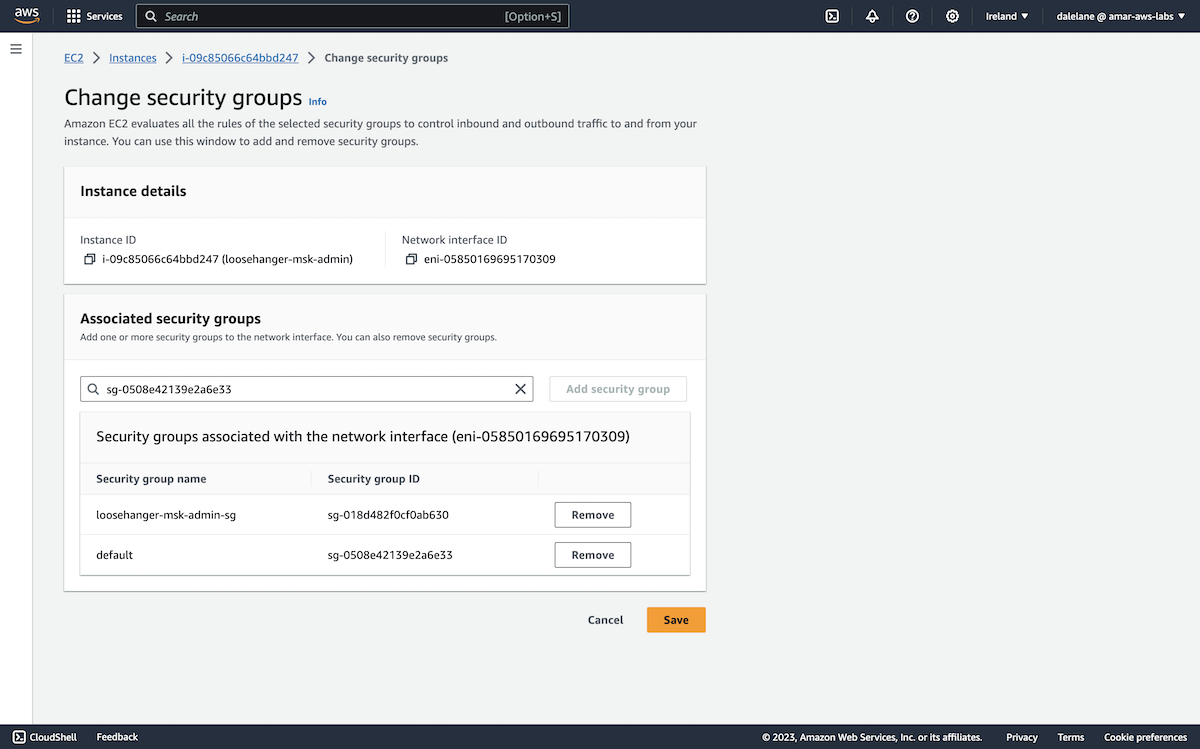 aws
Services
Search
[Option+S]
Ireland ▼
dalelane @ amar-aws-labs ▼
EC2 > Instances > i-09c85066c64bbd247 > Change security groups
Change security groups Info
Amazon EC2 evaluates all the rules of the selected security groups to control inbound and outbound traffic to and from your
instance. You can use this window to add and remove security groups.
Instance details
Instance ID
i-09c85066c64bbd247 (loosehanger-msk-admin)
Network interface ID
eni-05850169695170309
Associated security groups
Add one or more security groups to the network interface. You can also remove security groups.
sg-0508e42139e2a6e33
Add security group
Security groups associated with the network interface (eni-05850169695170309)
Security group name Security group ID
loosehanger-msk-admin-sg sg-018d482f0cf0ab630 Remove
default sg-0508e42139e2a6e33 Remove
Cancel Save
CloudShell Feedback © 2023, Amazon Web Services, Inc. or its affiliates. Privacy Terms Cookie preferences